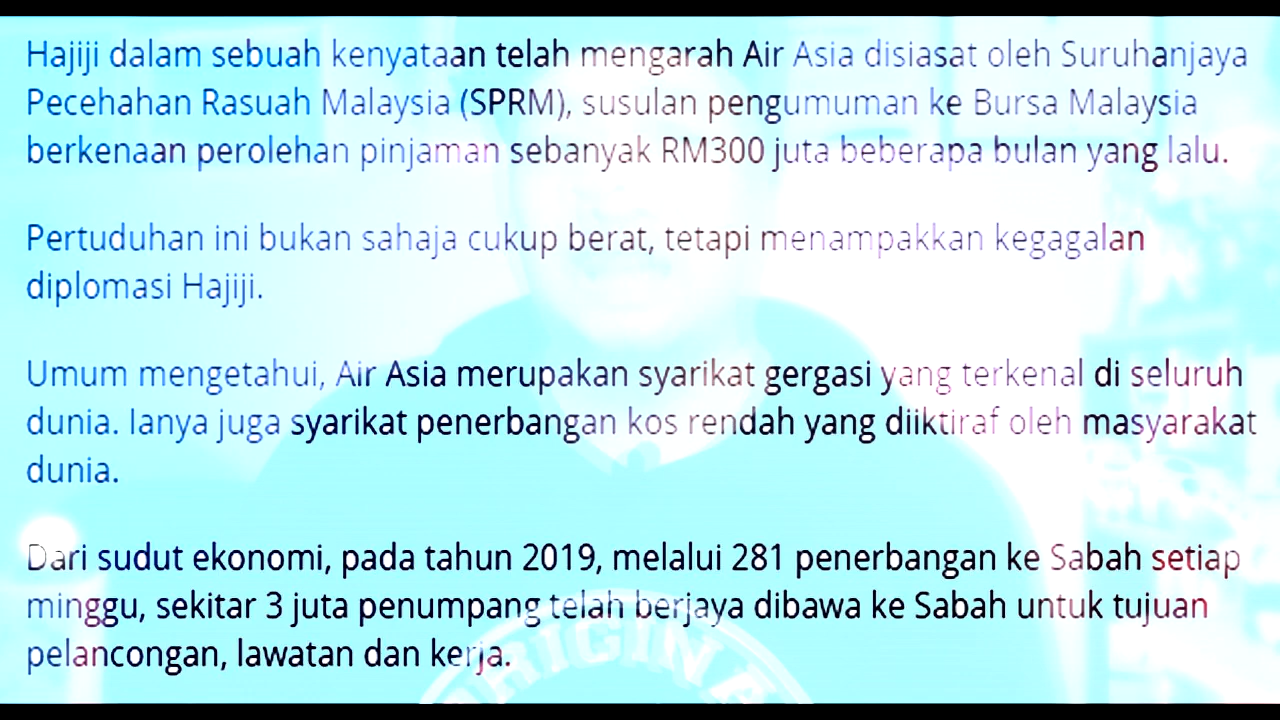 Hajiji dalam sebuah kenyataan telah mengarah Air Asia disiasat oleh Suruhanjaya
Pecehahan Rasuah Malaysia (SPRM), susulan pengumuman ke Bursa Malaysia
berkenaan perolehan pinjaman sebanyak RM300 juta beberapa bulan yang lalu.
Pertuduhan ini bukan sahaja cukup berat, tetapi menampakkan kegagalan
diplomasi Hajiji.
Umum mengetahui, Air Asia merupakan syarikat gergasi yang terkenal di seluruh
dunia. Ianya juga syarikat penerbangan kos rendah yang diiktiraf oleh masyarakat
dunia.
Dari sudut ekonomi, pada tahun 2019, melalui 281 penerbangan ke Sabah setiap
minggu, sekitar 3 juta penumpang telah berjaya dibawa ke Sabah untuk tujuan
pelancongan, lawatan dan kerja.